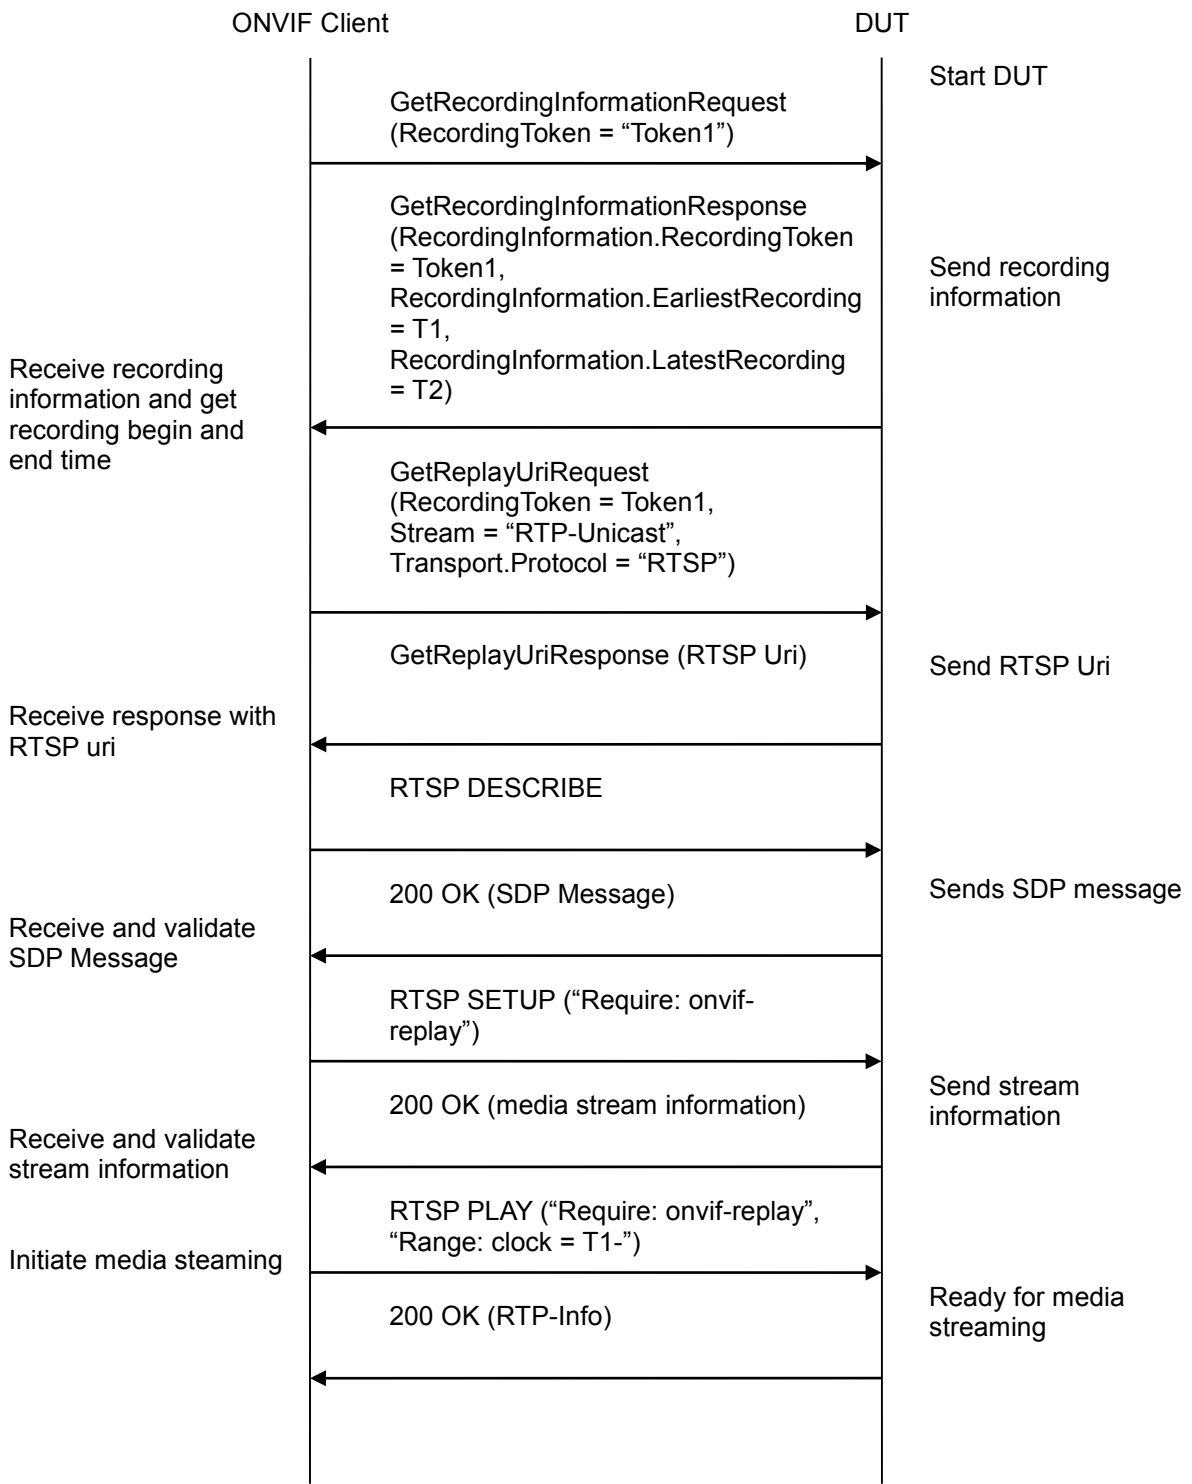 ONVIF Client
DUT
Start DUT
GetRecordingInformationRequest
(RecordingToken = “Token1”)
GetRecordingInformationResponse
(RecordingInformation.RecordingToken
= Token1,
RecordingInformation.EarliestRecording
= T1,
RecordingInformation.LatestRecording
= T2)
Send recording
information
Receive recording
information and get
recording begin and
end time
GetReplayUriRequest
(RecordingToken = Token1,
Stream = “RTP-Unicast”,
Transport.Protocol = “RTSP”)
GetReplayUriResponse (RTSP Uri)
Send RTSP Uri
Receive response with
RTSP uri
RTSP DESCRIBE
200 OK (SDP Message)
Sends SDP message
Receive and validate
SDP Message
RTSP SETUP (“Require: onvif-
replay”)
200 OK (media stream information)
Send stream
information
Receive and validate
stream information
RTSP PLAY (“Require: onvif-replay”,
“Range: clock = T1-”)
Initiate media steaming
200 OK (RTP-Info)
Ready for media
streaming